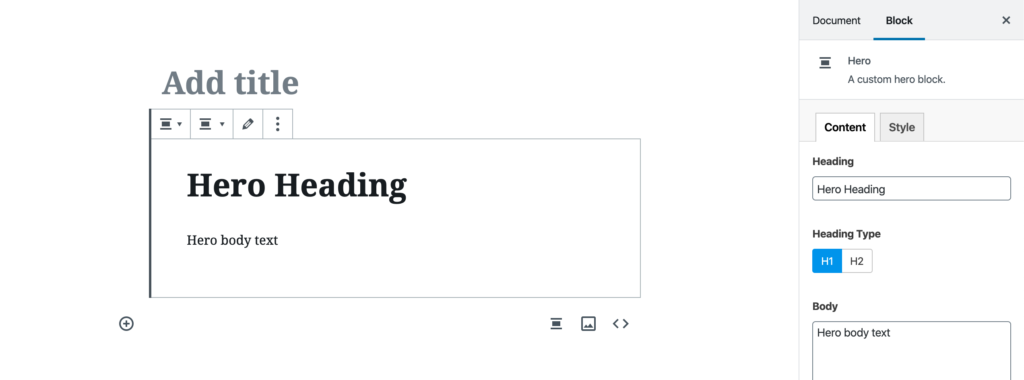 Document Block
Hero
A custom hero block.
Add title
Hero Heading
Hero body text
Content Style
Heading
Hero Heading
Heading Type
H1 H2
Body
Hero body text